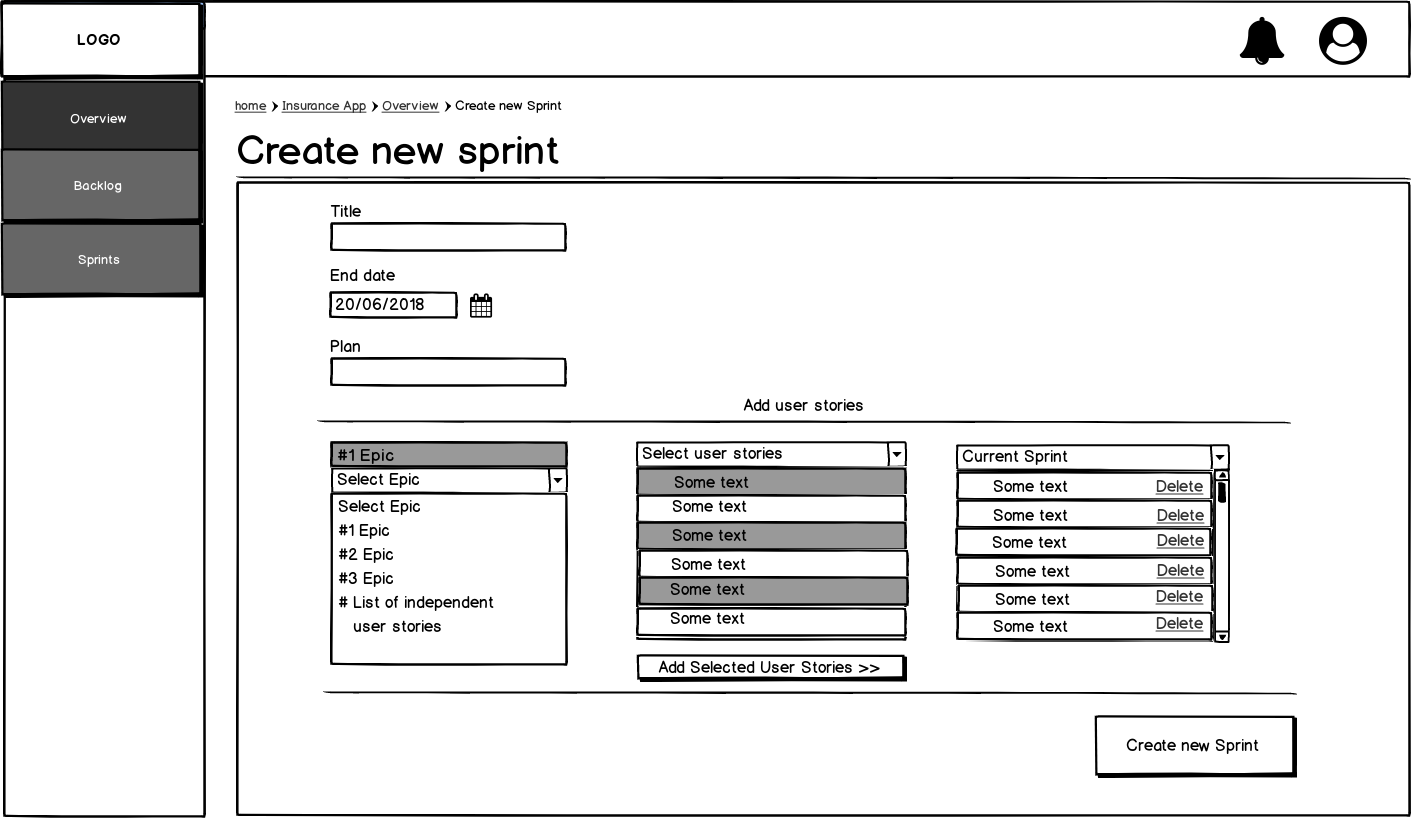 LOGO
Overview
Backlog
Sprints
home > Insurance App > Overview > Create new Sprint
Create new sprint
Title
End date
20/06/2018
Plan
Add user stories
#1 Epic
Select Epic
Select Epic
#1 Epic
#2 Epic
#3 Epic
# List of independent
user stories
Select user stories
Some text
Some text
Some text
Some text
Some text
Some text
Add Selected User Stories >>
Current Sprint
Some text Delete
Some text Delete
Some text Delete
Some text Delete
Some text Delete
Some text Delete
Create new Sprint